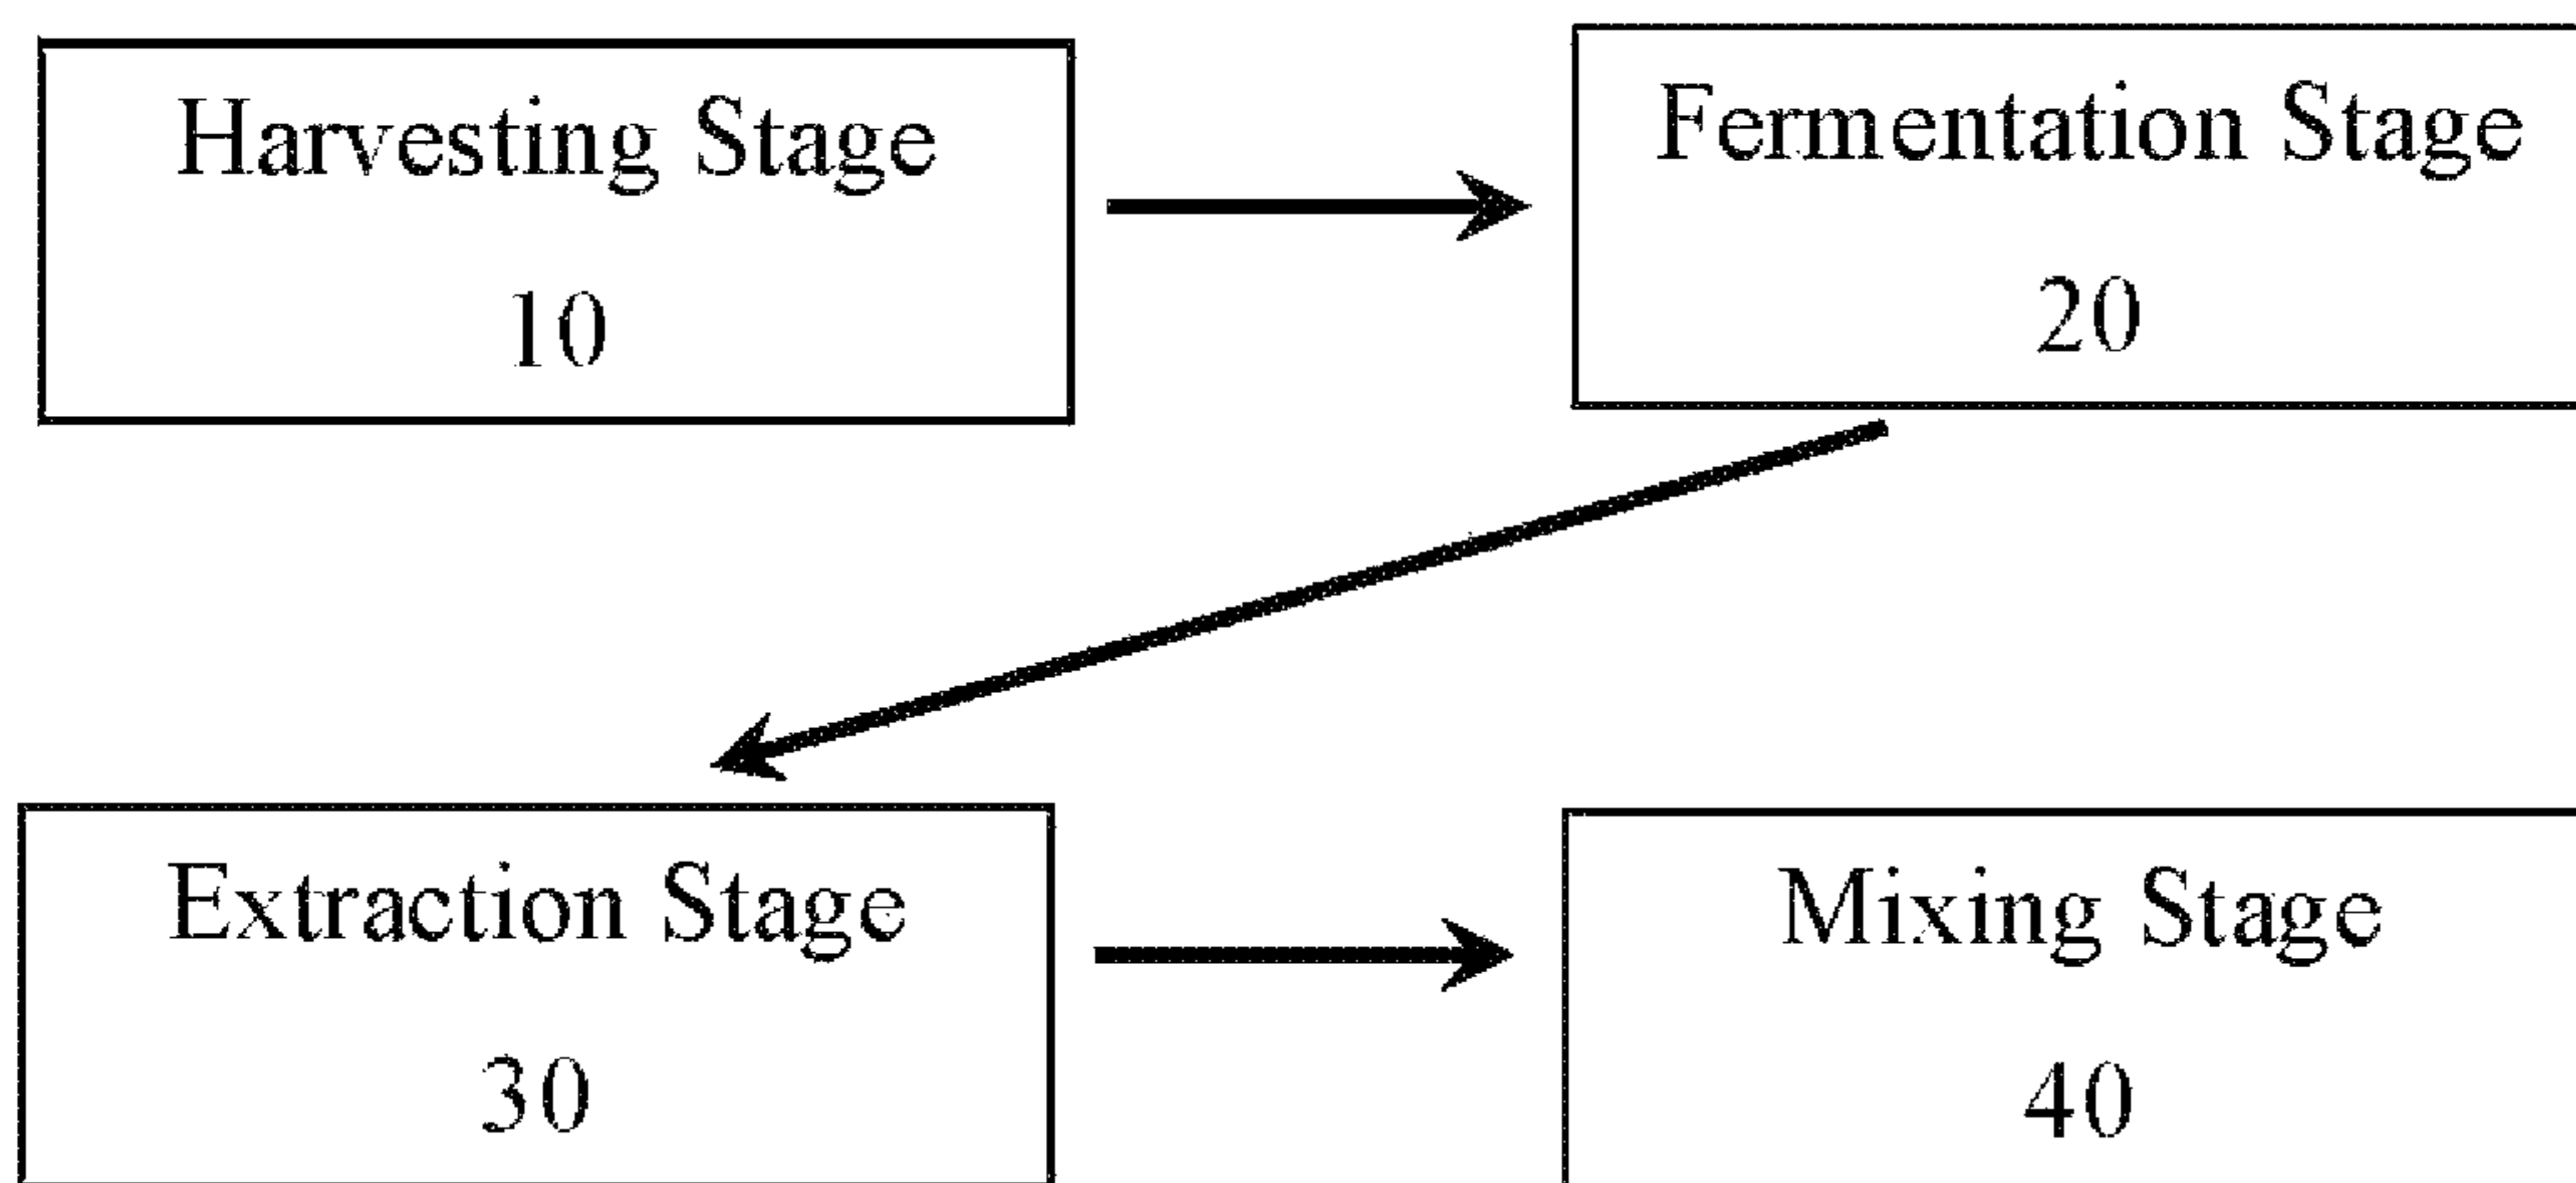 Harvesting Stage
10
Fermentation Stage
20
Extraction Stage
30
Mixing Stage
40